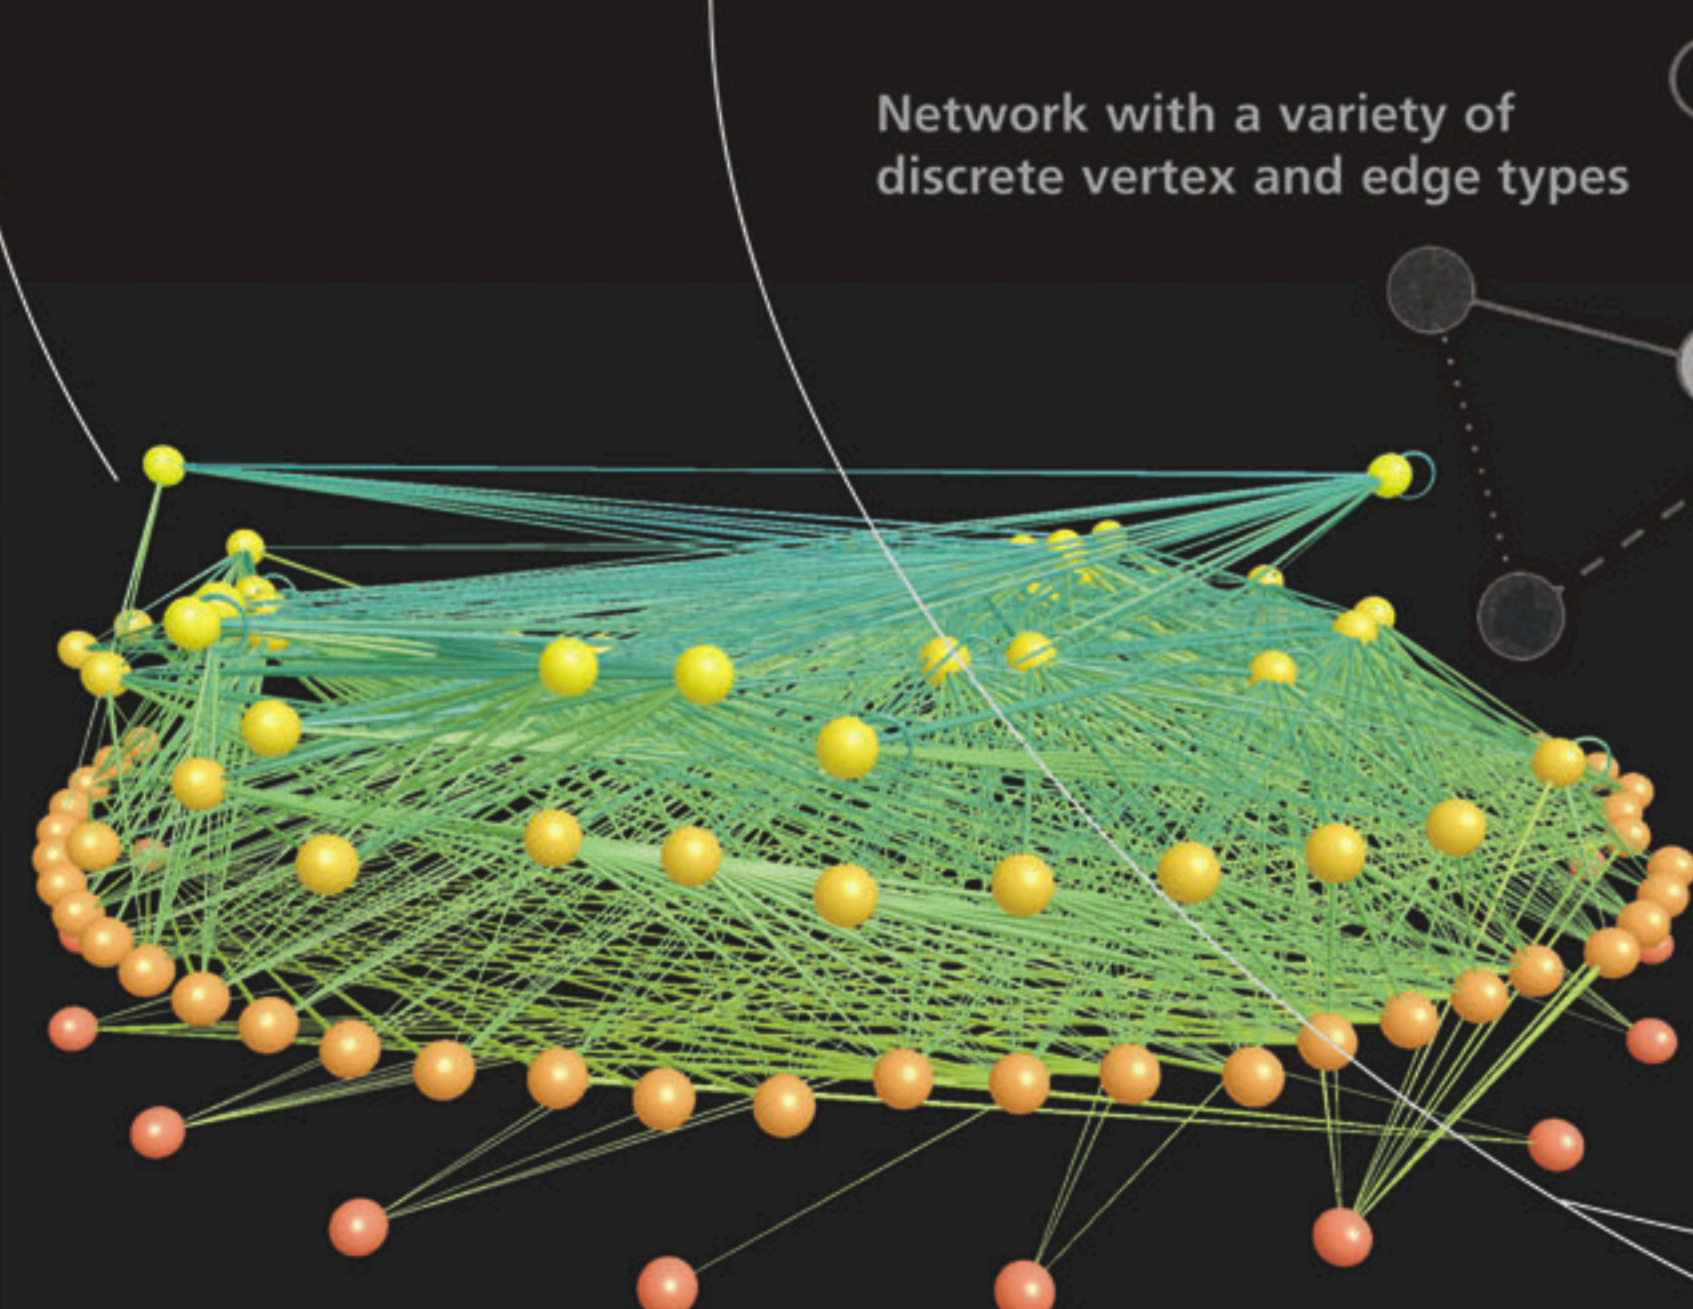 Network with a variety of
discrete vertex and edge types